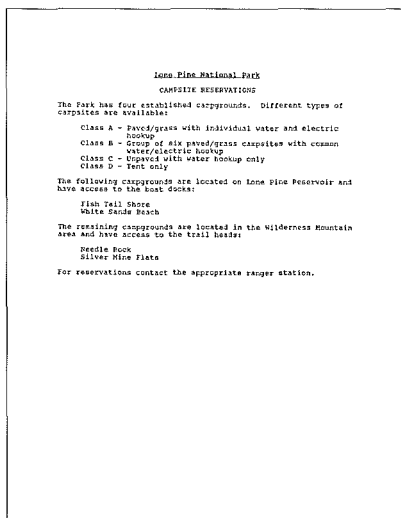 Lone Pine National Park
CAMPSITE RESERVATIONS
The Park has four established campgrounds. Different types of
campsites are available:
Class A - Paved/grass with individual water and electric
hookup
Class B - Group of six paved/grass campsites with common
water/electric hookup
Class C - Unpaved with water hookup only
Class D - Tent only
The following campgrounds are located on Lone Pine Reservoir and
have access to the boat docks:
Fish Tail Shore
White Sands Beach
The remaining campgrounds are located in the Wilderness Mountain
area and have access to the trail heads:
Needle Rock
Silver Mine Flats
For reservations contact the appropriate ranger station.